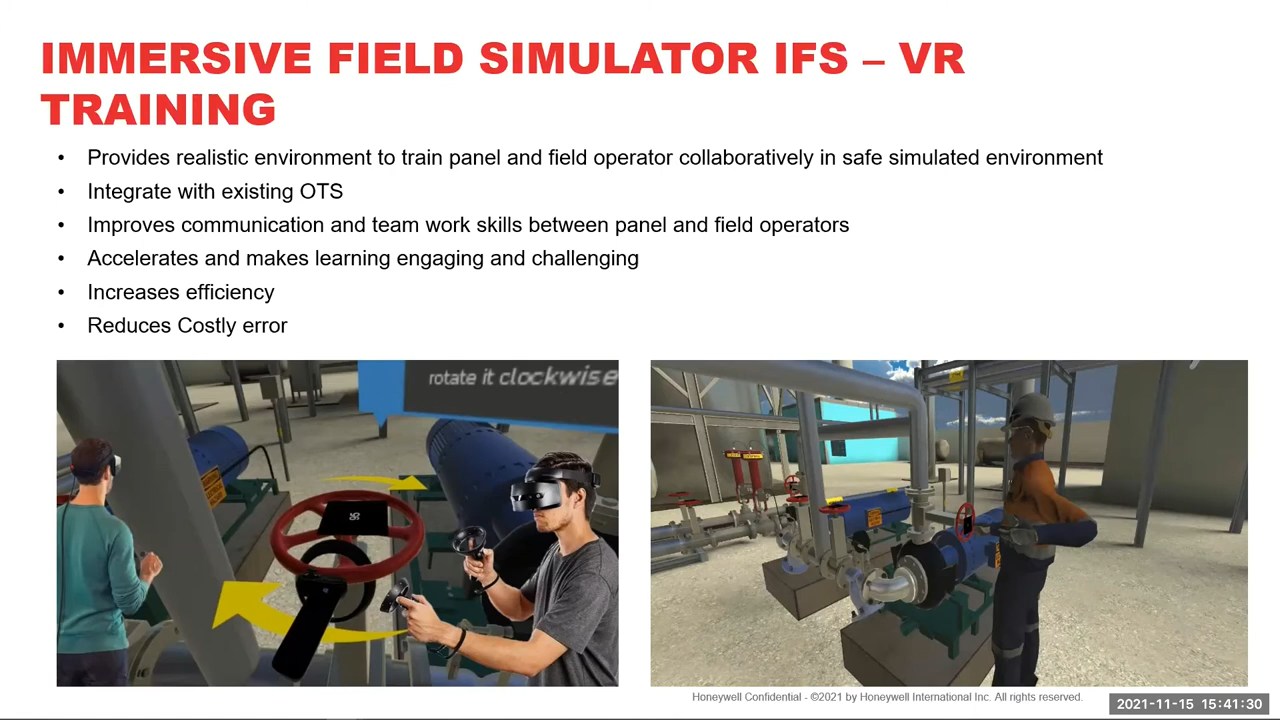 IMMERSIVE FIELD SIMULATOR IFS – VR
TRAINING
• Provides realistic environment to train panel and field operator collaboratively in safe simulated environment
• Integrate with existing OTS
• Improves communication and team work skills between panel and field operators
• Accelerates and makes learning engaging and challenging
• Increases efficiency
• Reduces Costly error
rotate it clockwise
Honeywell Confidential - ©2021 by Honeywell International Inc. All rights reserved.
2021-11-15 15:41:30